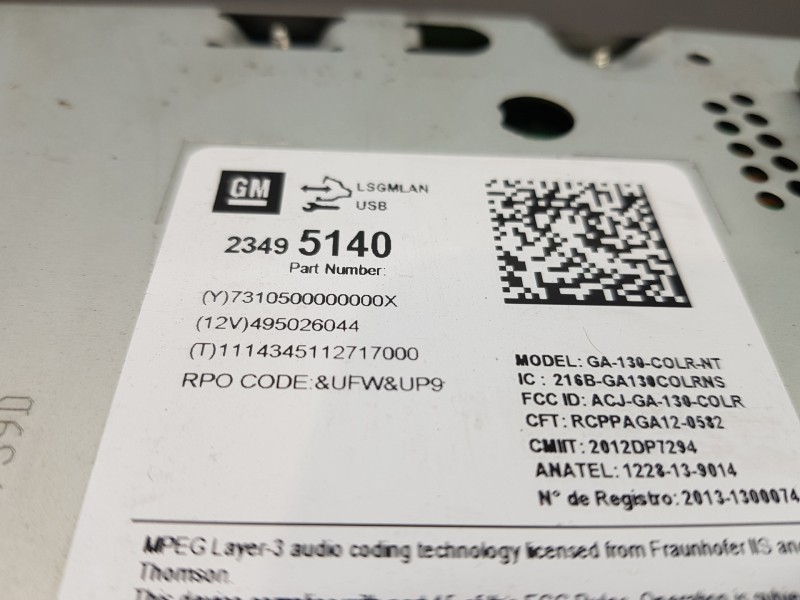 GM
LSGMLAN
USB
2349 5140
Part Number:
(Y)7310500000000X
(12V)495026044
(T)1114345112717000
RPO CODE:&UFW&UP9
MODEL: GA-130-COLR-NT
IC : 216B-GA130COLRNS
FCC ID: ACJ-GA-130-COLR
CFT: RCPPAGA12-0582
CMIIT: 2012DP7294
ANATEL: 1228-13-9014
N° de Registro: 2013-1300074
MPEG Layer-3 audio coding technology licensed from Fraunhofer IIS and
Thomson.